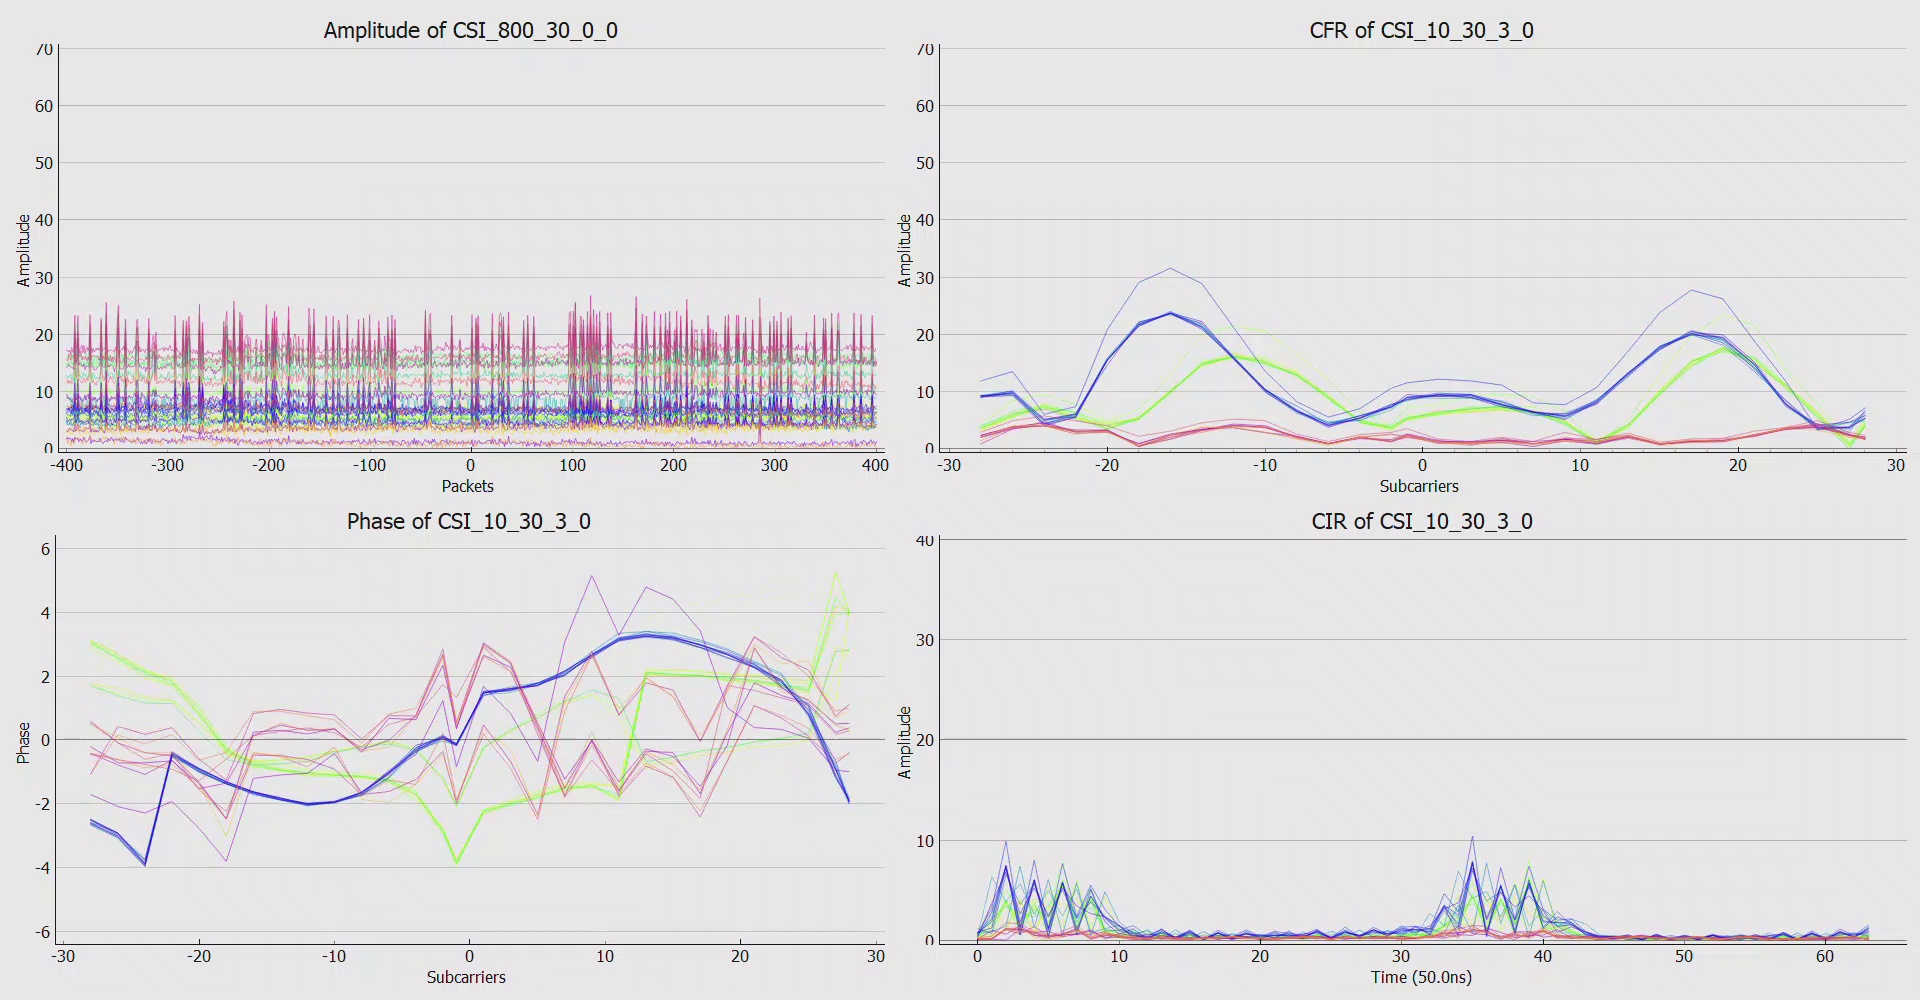 Amplitude of CSI_800_30_0_0
70
60
50
40
30
20
10
0
Amplitude
-400 -300 -200 -100 0 100 200 300 400
Packets
CFR of CSI_10_30_3_0
70
60
50
40
30
20
10
0
Amplitude
-30 -20 -10 0 10 20 30
Subcarriers
Phase of CSI_10_30_3_0
6
4
2
0
-2
-4
-6
Phase
-30 -20 -10 0 10 20 30
Subcarriers
CIR of CSI_10_30_3_0
40
30
20
10
0
Amplitude
0 10 20 30 40 50 60
Time (50.0ns)